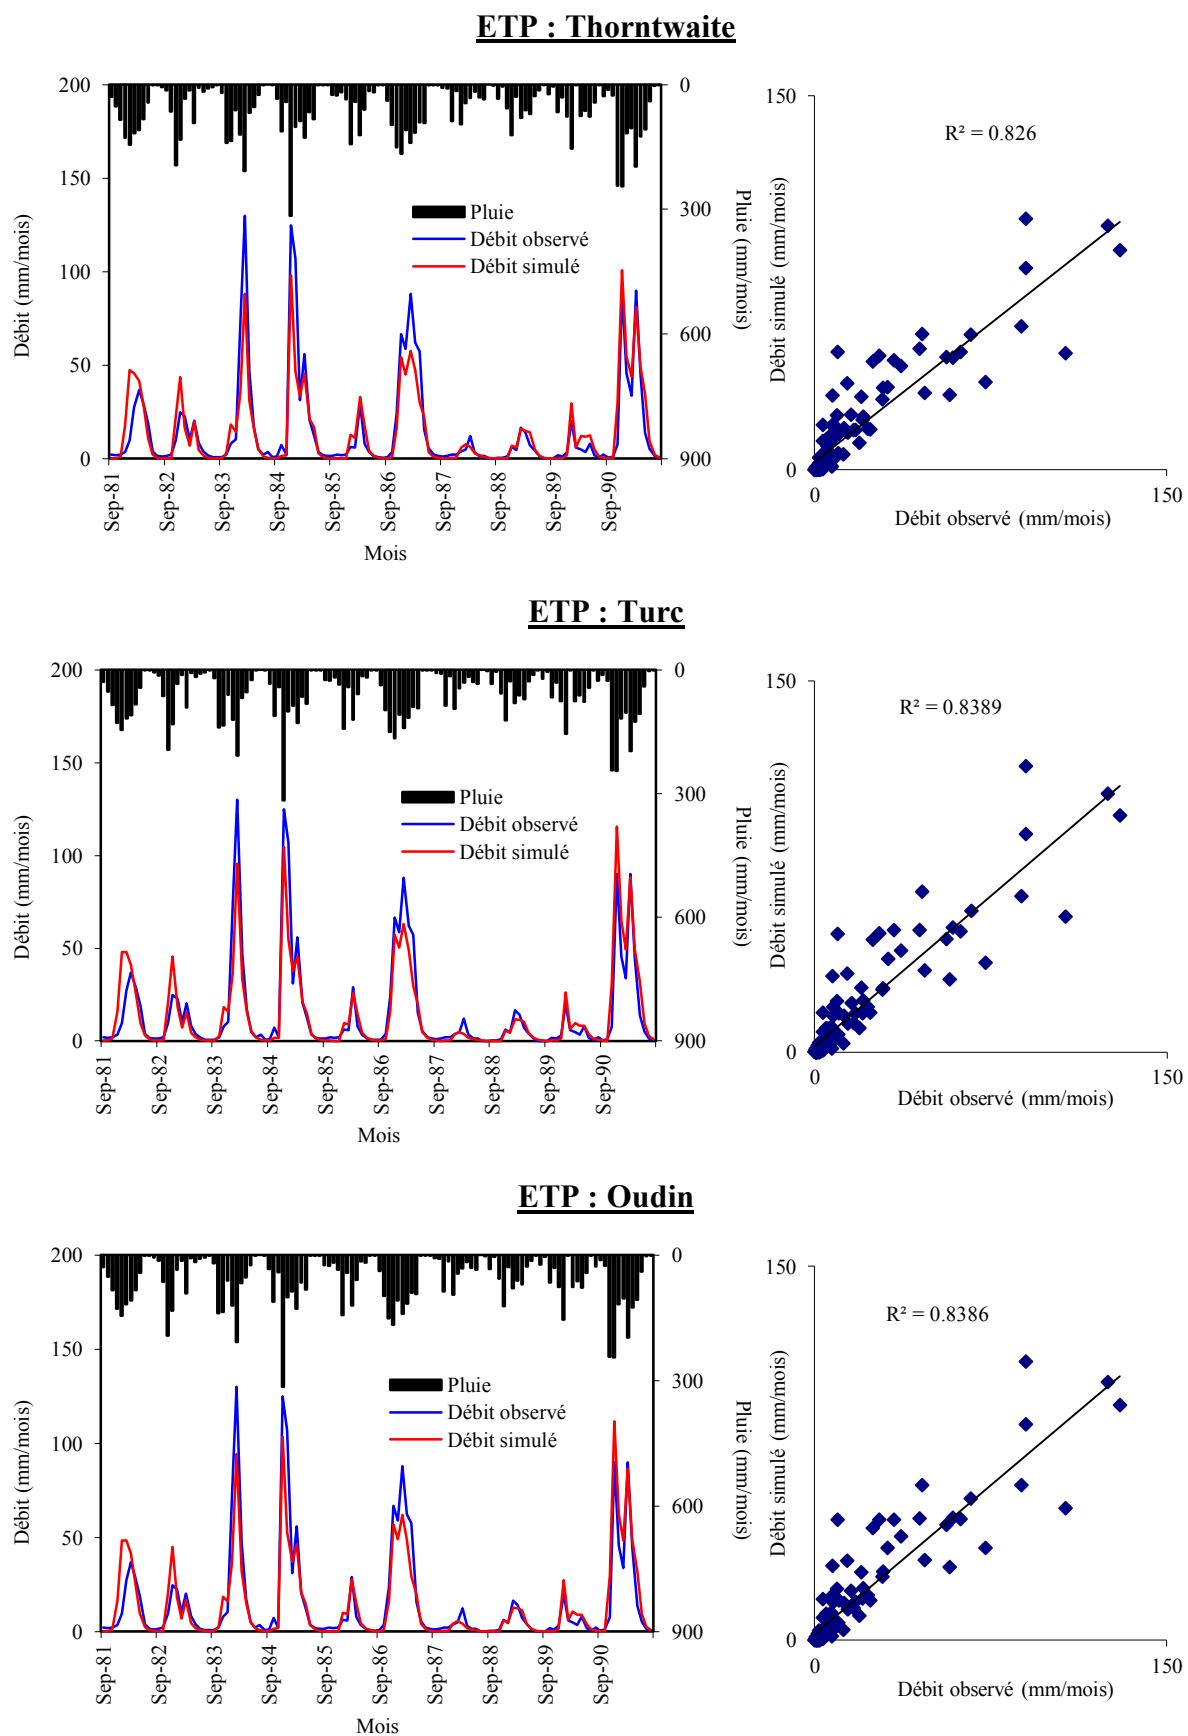 ETP : Thorntwaite
200
150
100
50
0
Débit (mm/mois)
0
300
600
900
Pluie (mm/mois)
Pluie
Débit observé
Débit simulé
Sep-81
Sep-82
Sep-83
Sep-84
Sep-85
Sep-86
Sep-87
Sep-88
Sep-89
Sep-90
Mois
150
0
Débit simulé (mm/mois)
R² = 0.826
0
150
Débit observé (mm/mois)
ETP : Turc
200
150
100
50
0
Débit (mm/mois)
0
300
600
900
Pluie (mm/mois)
Pluie
Débit observé
Débit simulé
Sep-81
Sep-82
Sep-83
Sep-84
Sep-85
Sep-86
Sep-87
Sep-88
Sep-89
Sep-90
Mois
150
0
Débit simulé (mm/mois)
R² = 0.8389
0
150
Débit observé (mm/mois)
ETP : Oudin
200
150
100
50
0
Débit (mm/mois)
0
300
600
900
Pluie (mm/mois)
Pluie
Débit observé
Débit simulé
Sep-81
Sep-82
Sep-83
Sep-84
Sep-85
Sep-86
Sep-87
Sep-88
Sep-89
Sep-90
Mois
150
0
Débit simulé (mm/mois)
R² = 0.8386
0
150
Débit observé (mm/mois)